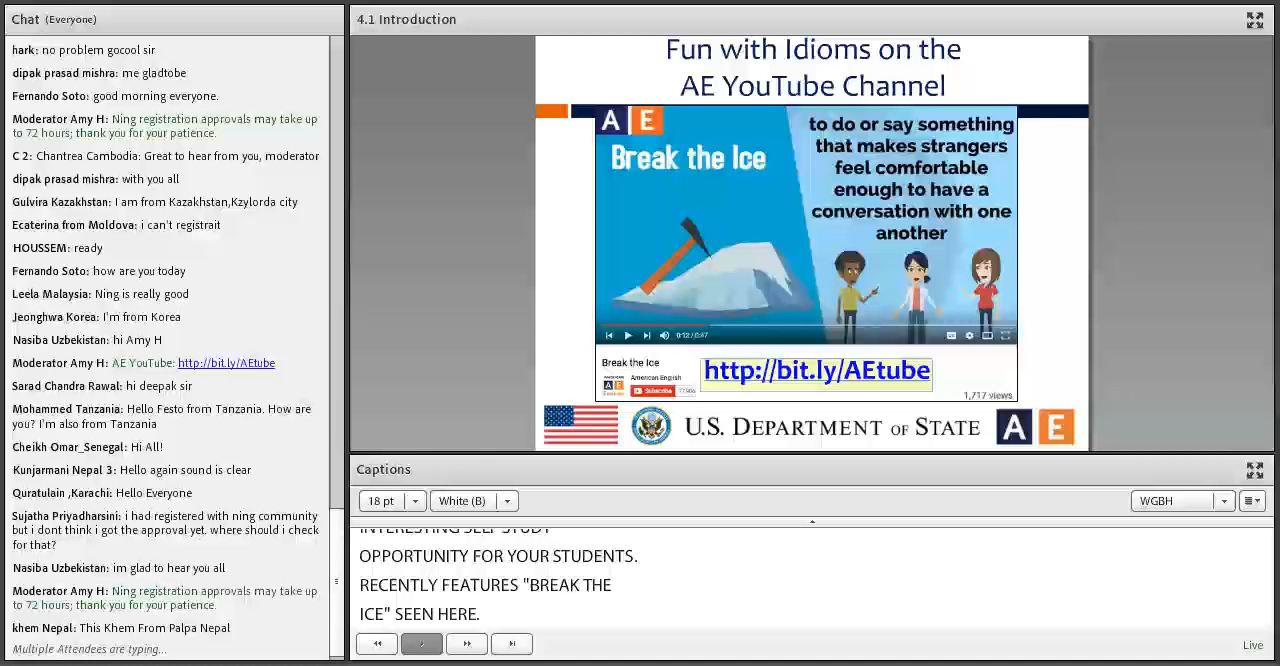 Chat (Everyone)
hark: no problem gocool sir
dipak prasad mishra: me gladtobe
Fernando Soto: good morning everyone.
Moderator Amy H: Ning registration approvals may take up
to 72 hours; thank you for your patience.
C 2: Chantrea Cambodia: Great to hear from you, moderator
dipak prasad mishra: with you all
Gulvira Kazakhstan: I am from Kazakhstan,Kzylorda city
Ecaterina from Moldova: i can't registrait
HOUSSEM: ready
Fernando Soto: how are you today
Leela Malaysia: Ning is really good
Jeonghwa Korea: I'm from Korea
Nasiba Uzbekistan: hi Amy H
Moderator Amy H: AE YouTube: http://bit.ly/AEtube
Sarad Chandra Rawal: hi deepak sir
Mohammed Tanzania: Hello Festo from Tanzania. How are
you? I'm also from Tanzania
Cheikh Omar_Senegal: Hi All!
Kunjarmani Nepal 3: Hello again sound is clear
Quratulain ,Karachi: Hello Everyone
Sujatha Priyadharsini: i had registered with ning community
but i dont think i got the approval yet. where should i check
for that?
Nasiba Uzbekistan: im glad to hear you all
Moderator Amy H: Ning registration approvals may take up
to 72 hours; thank you for your patience.
khem Nepal: This Khem From Palpa Nepal
Multiple Attendees are typing...
4.1 Introduction
Fun with Idioms on the
AE YouTube Channel
A E
Break the Ice
to do or say something
that makes strangers
feel comfortable
enough to have a
conversation with one
another
0:12 / 0:47
Break the Ice
American English
Subscribe
http://bit.ly/AEtube
1,717 views
U.S. DEPARTMENT OF STATE
A E
Captions
18 pt
White (B)
WGBH
INTERESTING SELF STUDY
OPPORTUNITY FOR YOUR STUDENTS.
RECENTLY FEATURES "BREAK THE
ICE" SEEN HERE.
Live